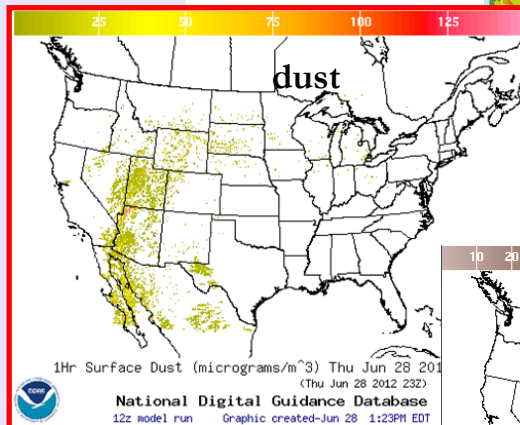 25 50 75 100 125
dust
10 20
1Hr Surface Dust (micrograms/m^3) Thu Jun 28 201
(Thu Jun 28 2012 23Z)
NOAA
National Digital Guidance Database
12z model run Graphic created-Jun 28 1:23PM EDT